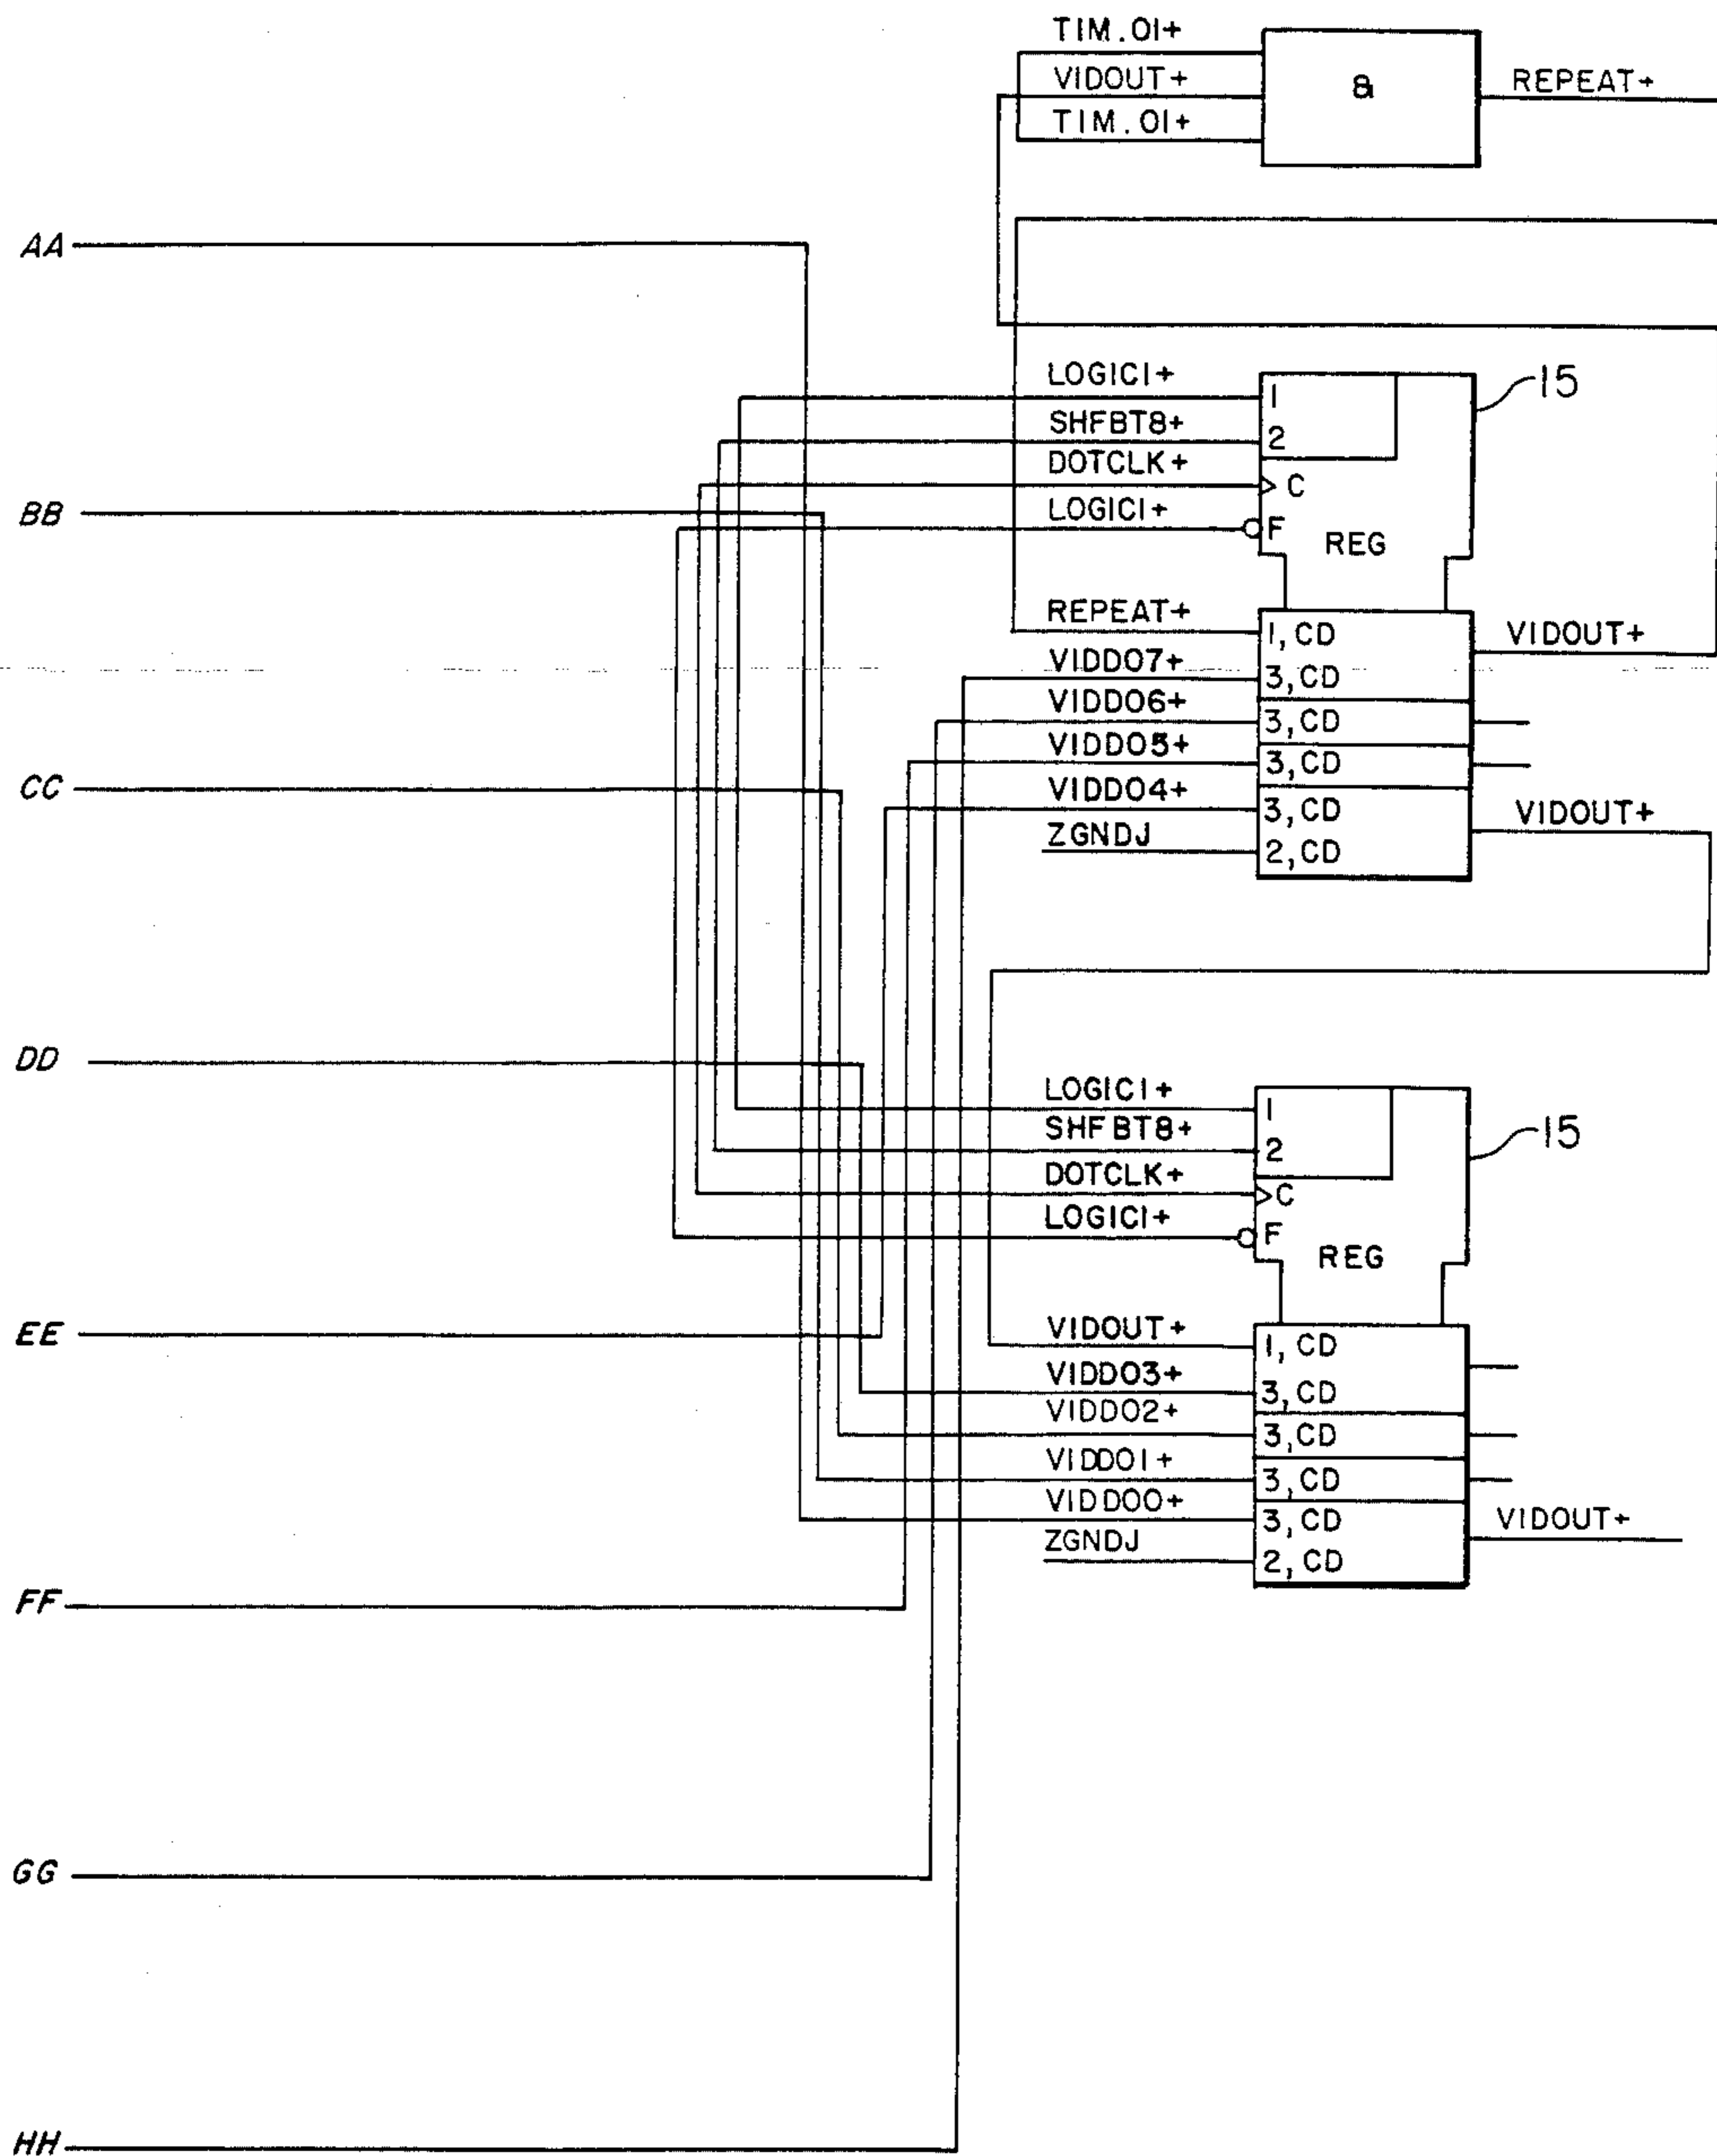 TIM.01+
VIDOUT+
TIM.01+
&
REPEAT+
AA
BB
CC
DD
EE
FF
GG
HH
LOGIC1+
SHFBT8+
DOTCLK+
LOGIC1+
1
2
C
F
REG
15
REPEAT+
VIDD07+
VIDD06+
VIDD05+
VIDD04+
ZGNDJ
1, CD
3, CD
3, CD
3, CD
3, CD
2, CD
VIDOUT+
VIDOUT+
LOGIC1+
SHFBT8+
DOTCLK+
LOGIC1+
1
2
C
F
REG
15
VIDOUT+
VIDD03+
VIDD02+
VIDD01+
VIDD00+
ZGNDJ
1, CD
3, CD
3, CD
3, CD
3, CD
2, CD
VIDOUT+